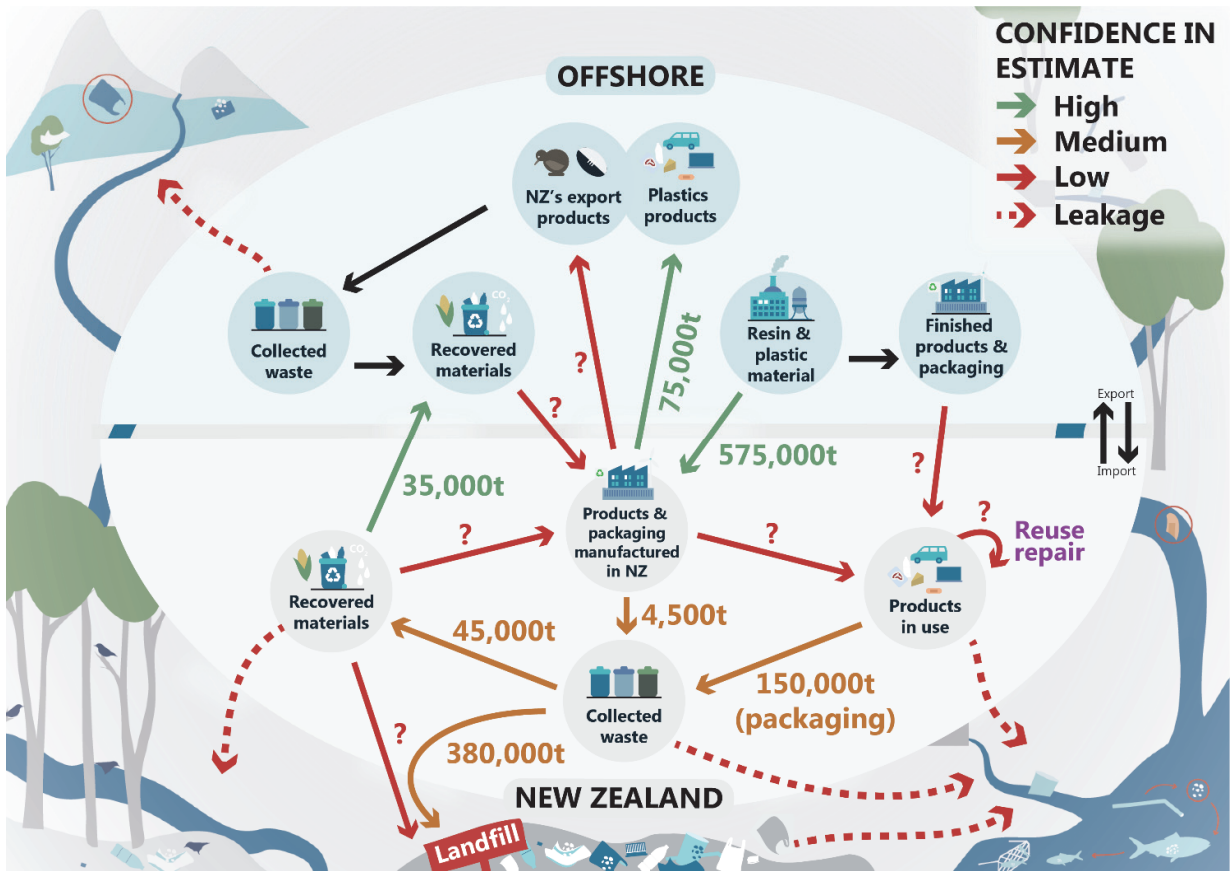 CONFIDENCE IN
ESTIMATE
High
Medium
Low
Leakage
OFFSHORE
NZ's export
products
Plastics
products
CO₂
Collected
waste
Recovered
materials
Resin &
plastic
material
Finished
products &
packaging
?
75,000t
?
Export
Import
?
575,000t
35,000t
Products &
packaging
manufactured
in NZ
?
?
?
Reuse
repair
CO₂
Recovered
materials
Products
in use
45,000t
4,500t
150,000t
(packaging)
Collected
waste
?
380,000t
NEW ZEALAND
Landfill